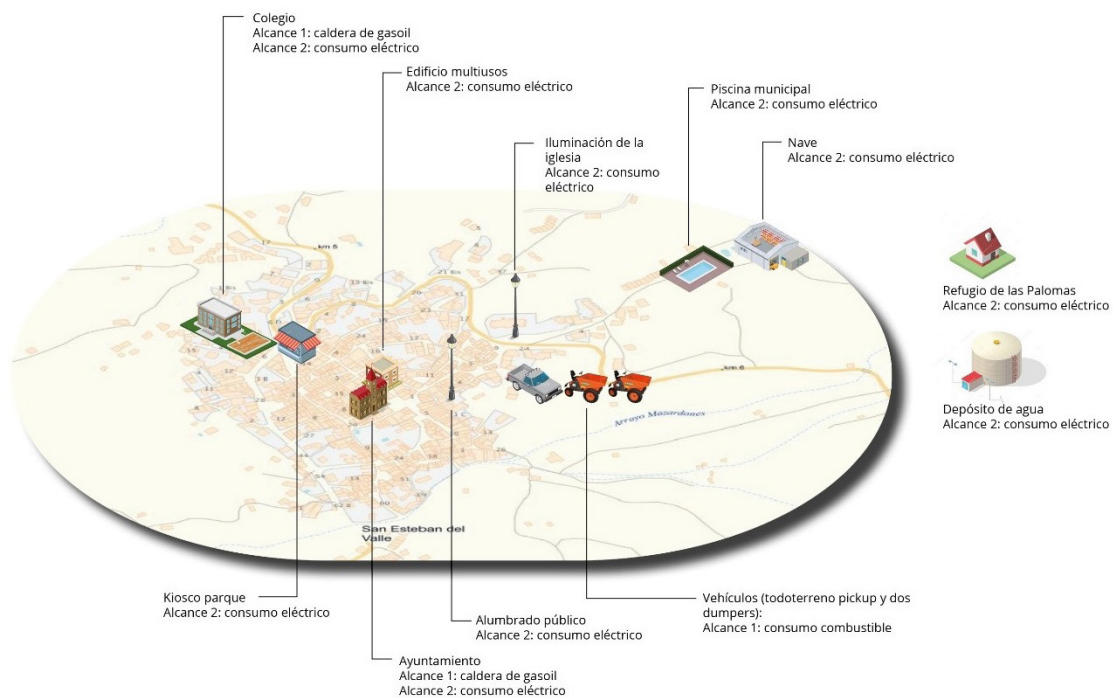 Colegio
Alcance 1: caldera de gasoil
Alcance 2: consumo eléctrico
Edificio multiusos
Alcance 2: consumo eléctrico
Piscina municipal
Alcance 2: consumo eléctrico
Iluminación de la
iglesia
Alcance 2: consumo
eléctrico
Nave
Alcance 2: consumo eléctrico
km 5
Refugio de las Palomas
Alcance 2: consumo eléctrico
km 6
Arroyo Mazardones
Depósito de agua
Alcance 2: consumo eléctrico
San Esteban del
Valle
Kiosco parque
Alcance 2: consumo eléctrico
Vehículos (todoterreno pickup y dos
dumpers):
Alcance 1: consumo combustible
Alumbrado público
Alcance 2: consumo eléctrico
Ayuntamiento
Alcance 1: caldera de gasoil
Alcance 2: consumo eléctrico